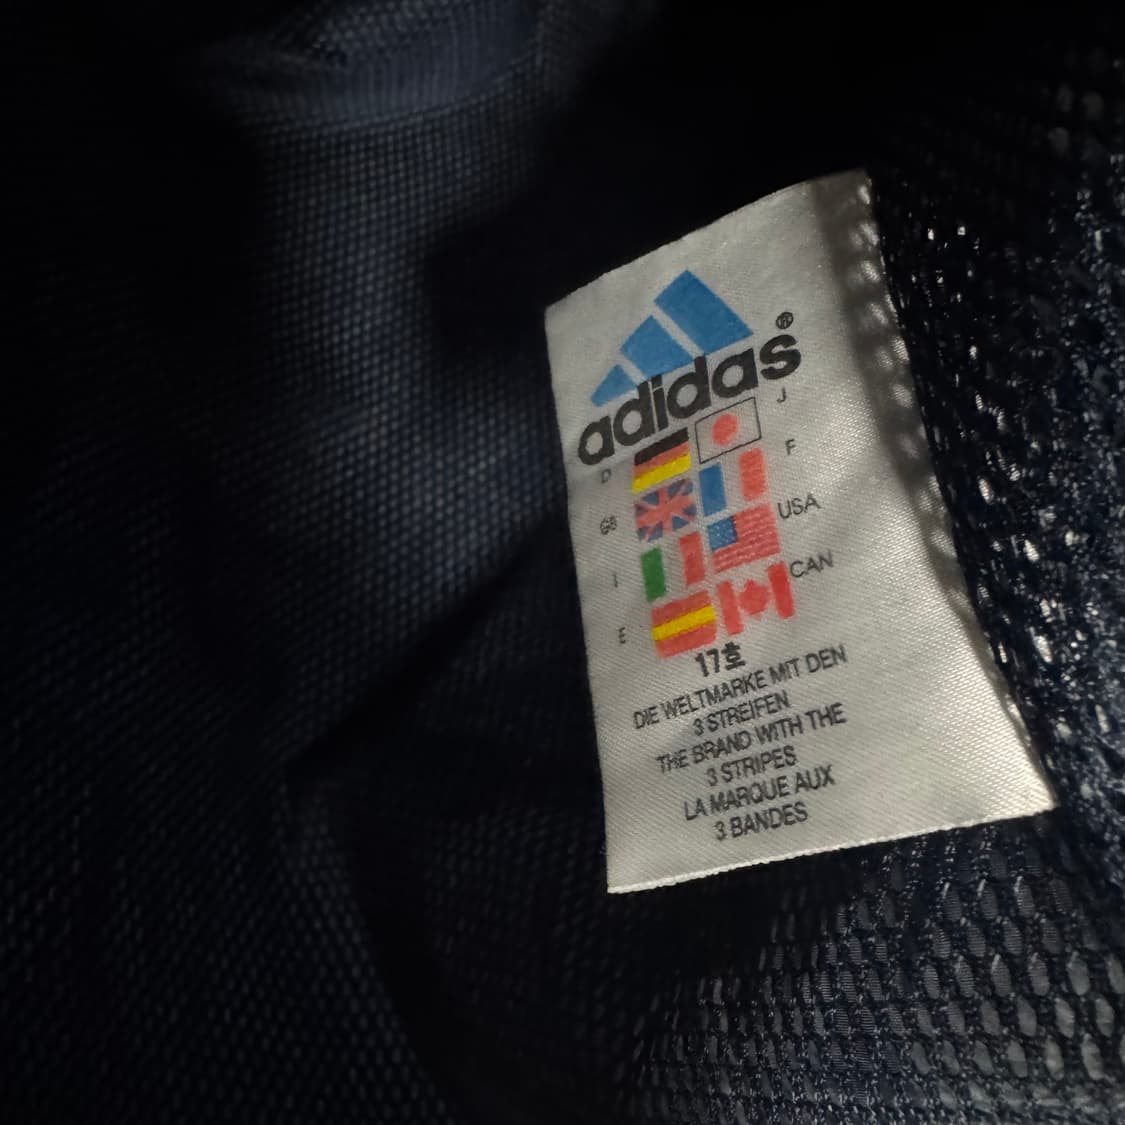 adidas®
D J
GB F
I USA
E CAN
17호
DIE WELTMARKE MIT DEN
3 STREIFEN
THE BRAND WITH THE
3 STRIPES
LA MARQUE AUX
3 BANDES